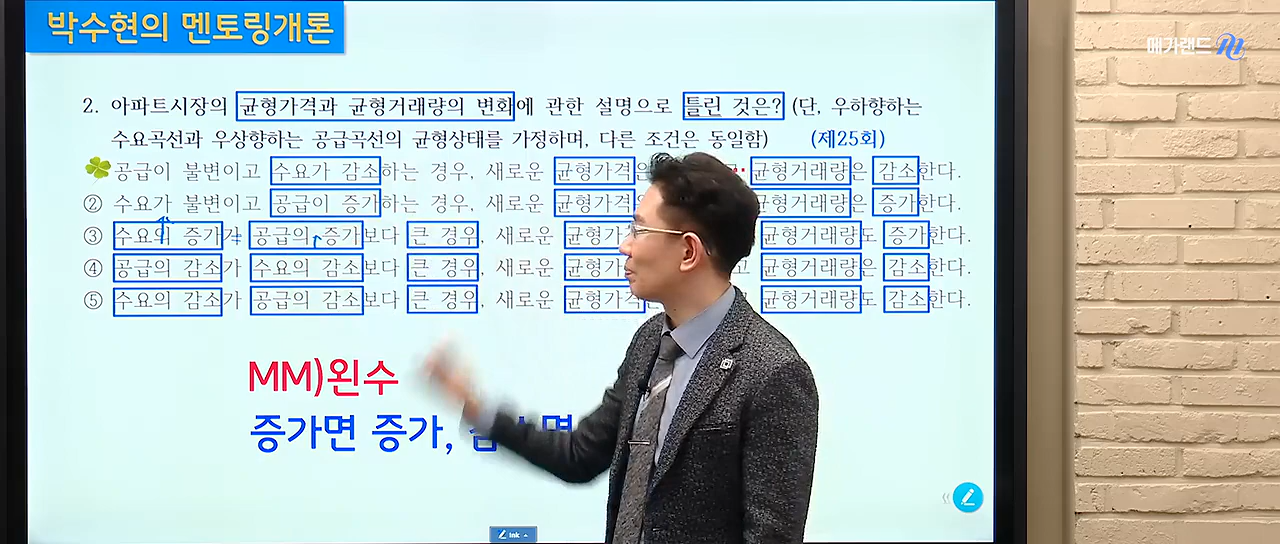 박수현의 멘토링개론
메가랜드
2. 아파트시장의 균형가격과 균형거래량의 변화에 관한 설명으로 틀린 것은? (단, 우하향하는
수요곡선과 우상향하는 공급곡선의 균형상태를 가정하며, 다른 조건은 동일함) (제25회)
공급이 불변이고 수요가 감소하는 경우, 새로운 균형가격은 균형거래량은 감소한다.
② 수요가 불변이고 공급이 증가하는 경우, 새로운 균형가격 균형거래량은 증가한다.
③ 수요의 증가가 공급의 증가보다 큰 경우, 새로운 균형가 균형거래량도 증가한다.
④ 공급의 감소가 수요의 감소보다 큰 경우, 새로운 균형가 고 균형거래량은 감소한다.
⑤ 수요의 감소가 공급의 감소보다 큰 경우, 새로운 균형가격 균형거래량도 감소한다.
MM)왼수
증가면 증가,
Ink